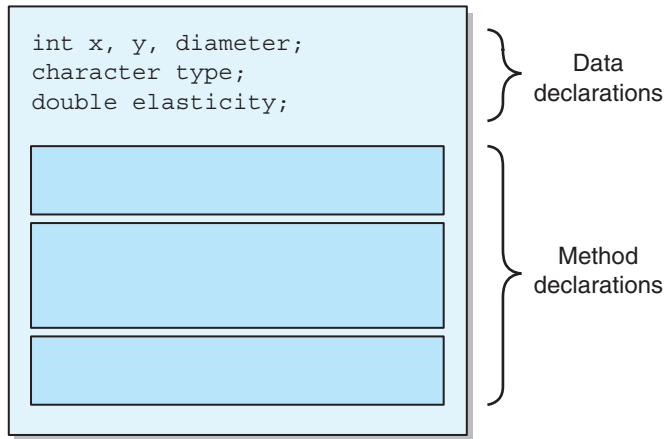 int x, y, diameter;
character type;
double elasticity;
Data
declarations
Method
declarations